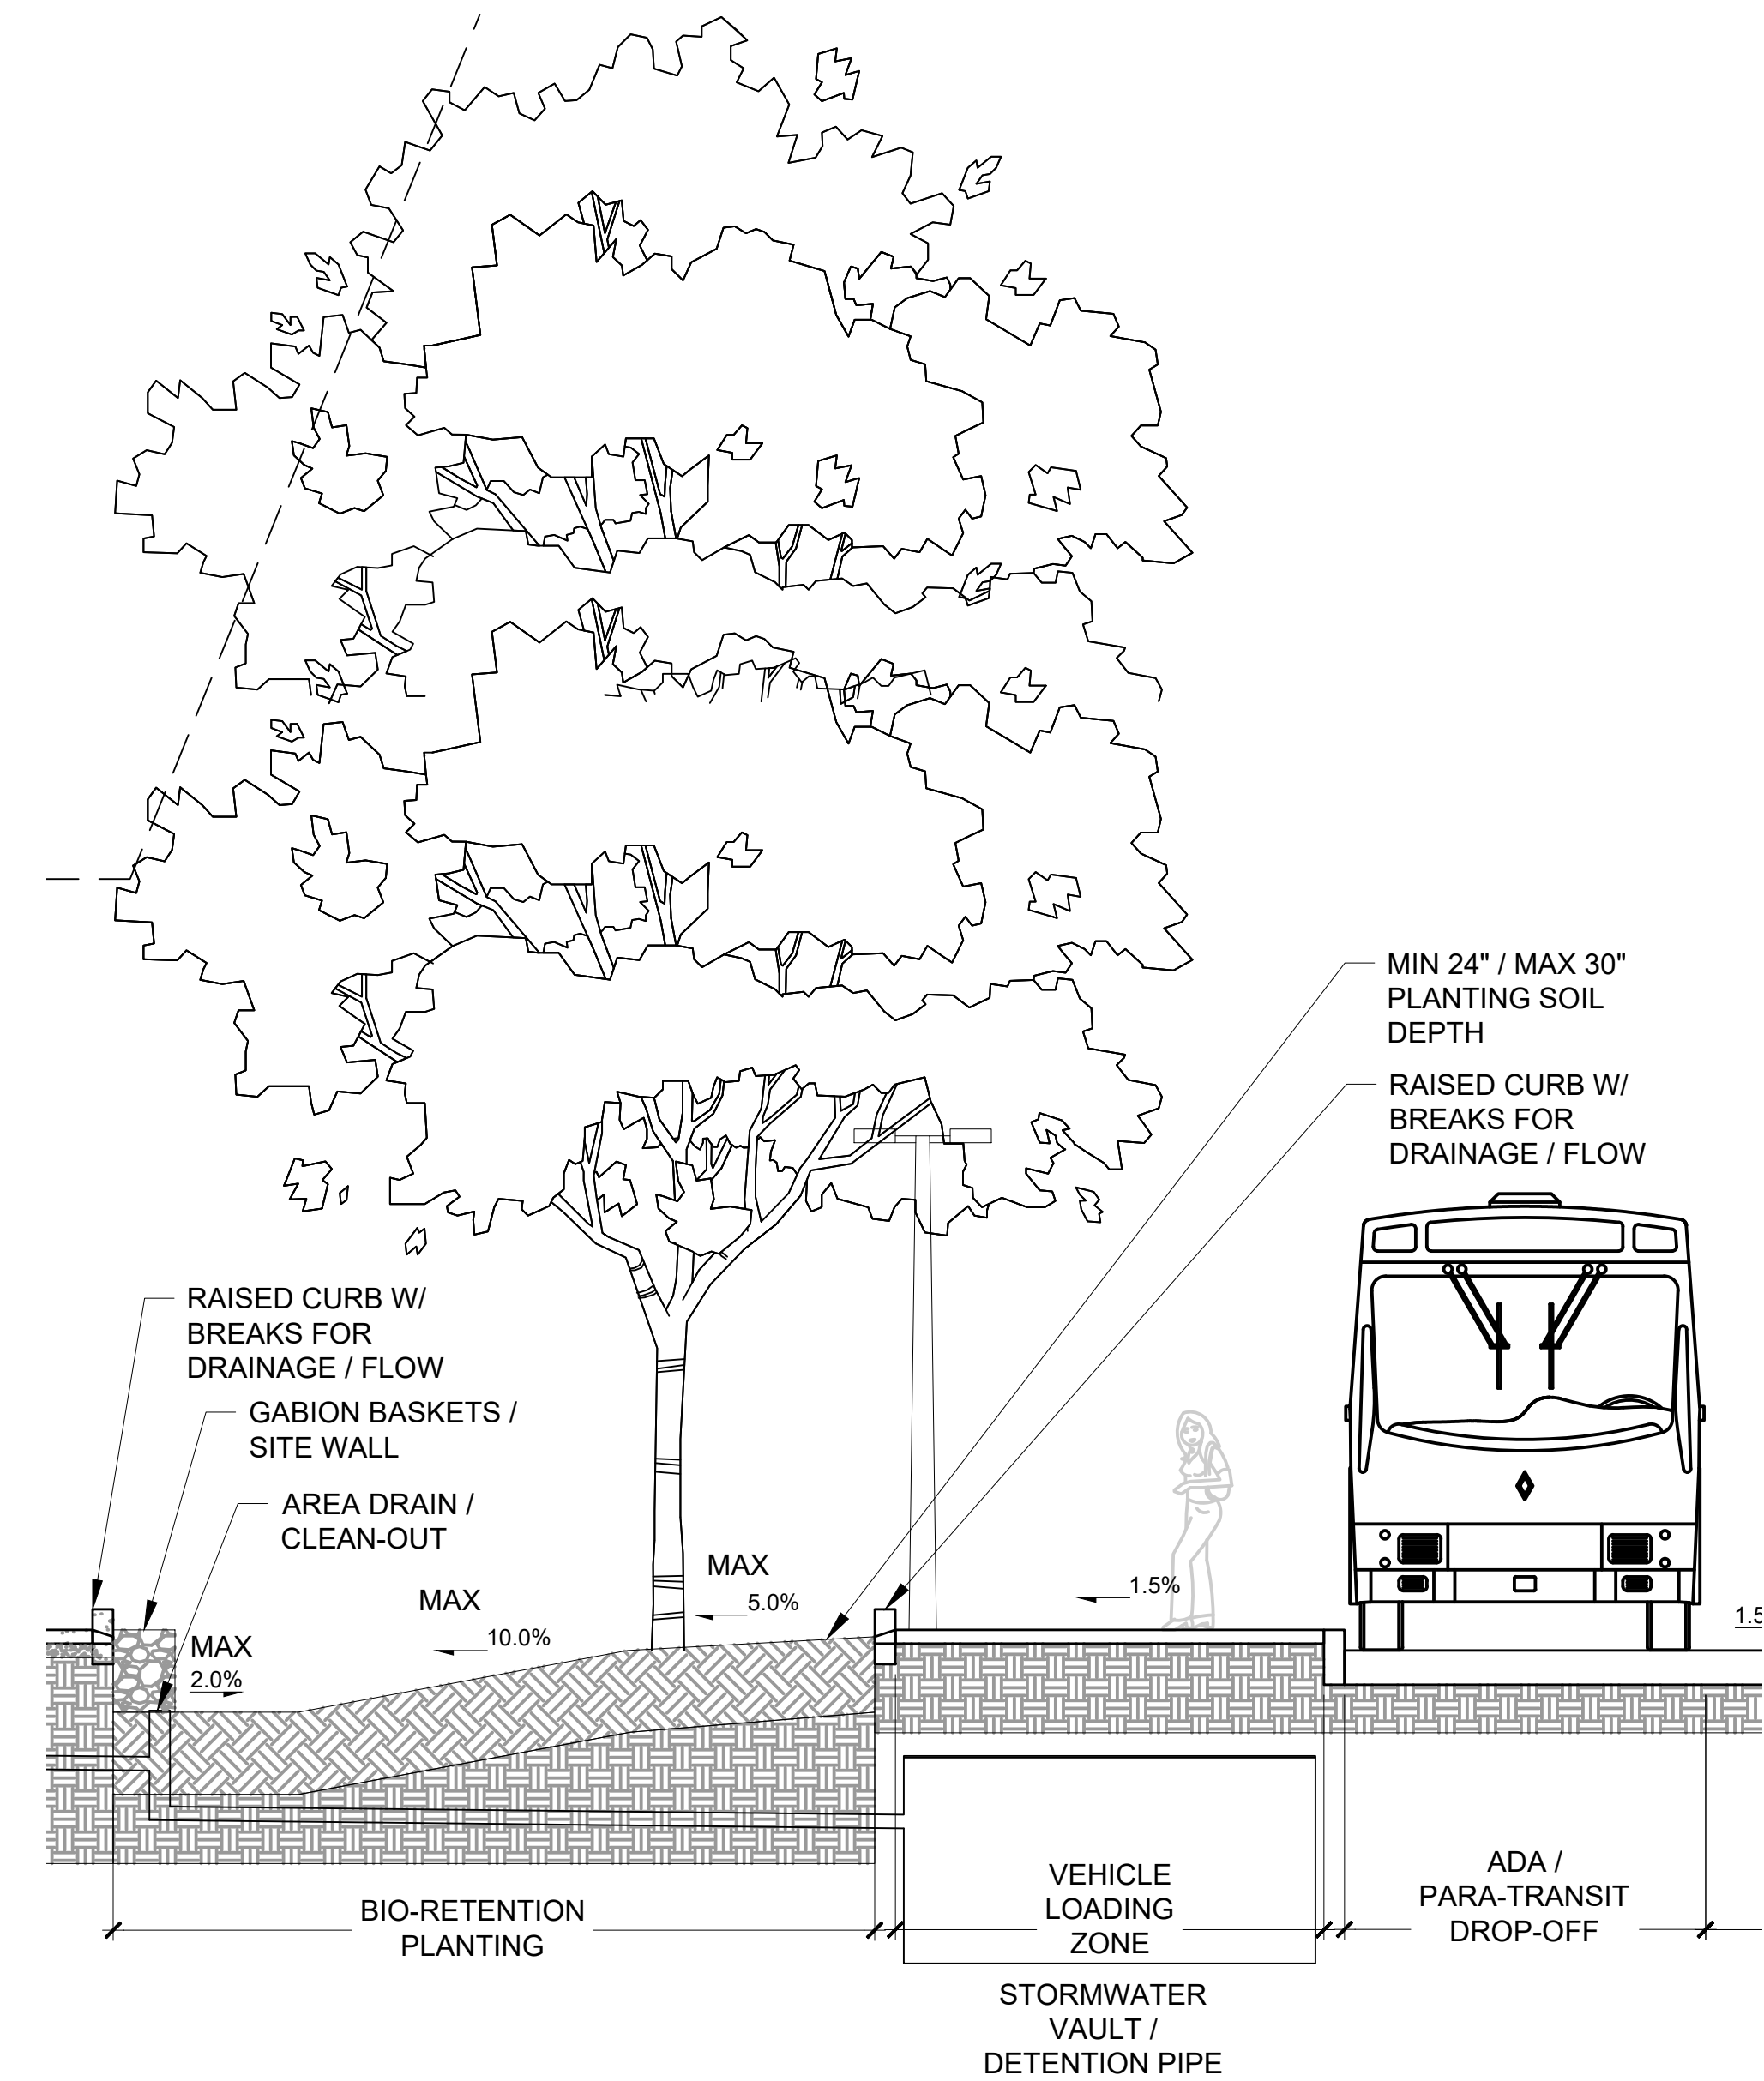 MIN 24" / MAX 30"
PLANTING SOIL
DEPTH
RAISED CURB W/
BREAKS FOR
DRAINAGE / FLOW
RAISED CURB W/
BREAKS FOR
DRAINAGE / FLOW
GABION BASKETS /
SITE WALL
AREA DRAIN /
CLEAN-OUT
MAX
5.0%
MAX
10.0%
MAX
2.0%
1.5%
1.5
BIO-RETENTION
PLANTING
VEHICLE
LOADING
ZONE
ADA /
PARA-TRANSIT
DROP-OFF
STORMWATER
VAULT /
DETENTION PIPE